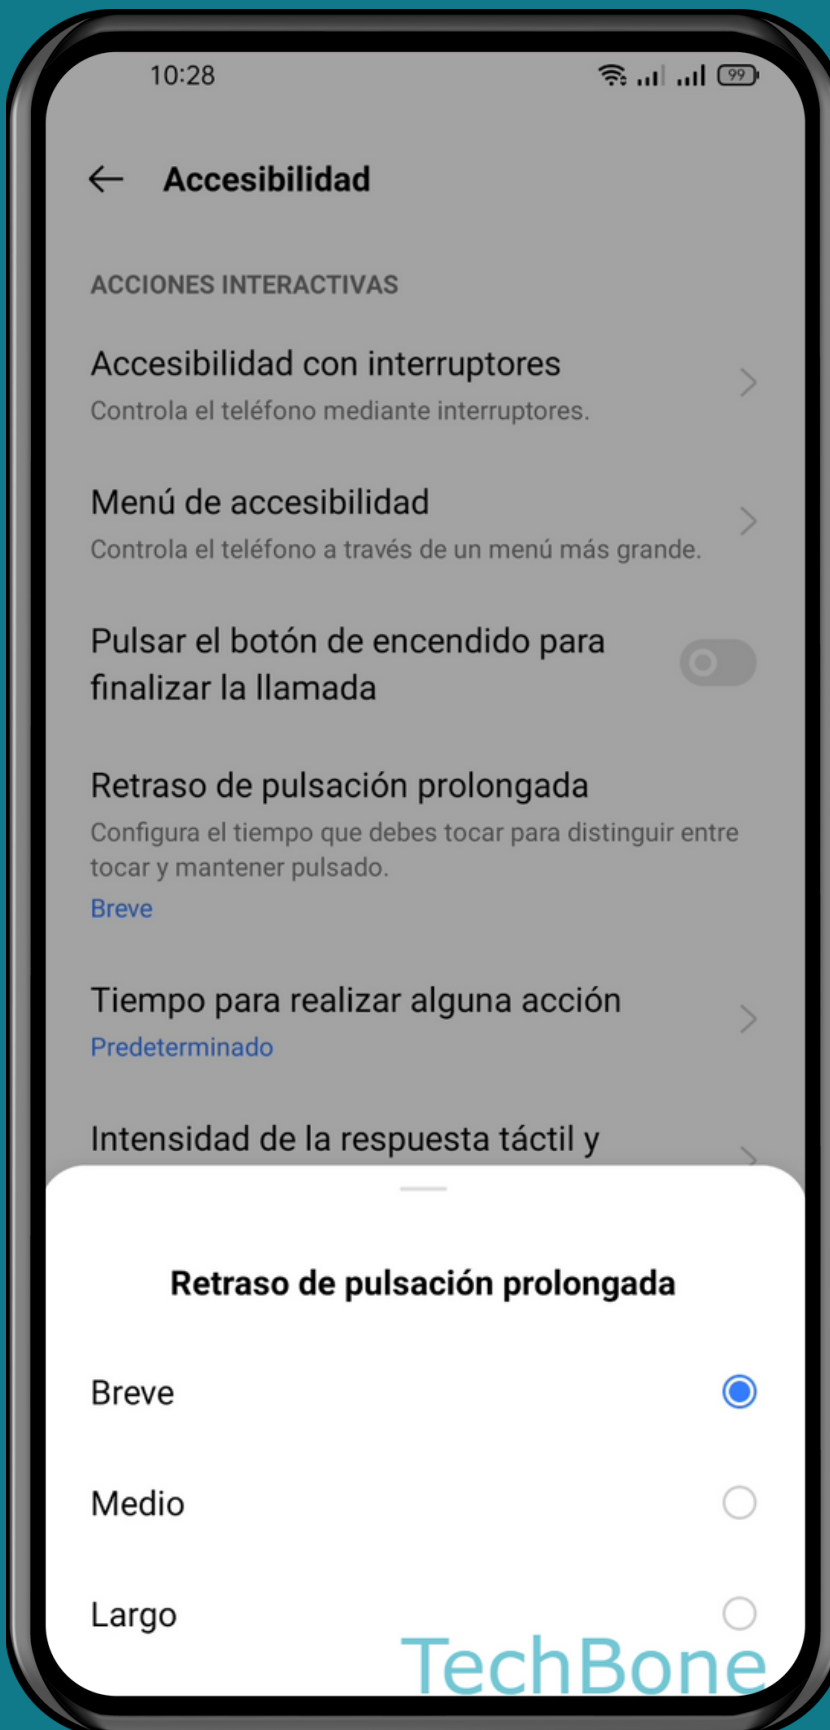 10:28
99
Accesibilidad
ACCIONES INTERACTIVAS
Accesibilidad con interruptores
Controla el teléfono mediante interruptores.
Menú de accesibilidad
Controla el teléfono a través de un menú más grande.
Pulsar el botón de encendido para
finalizar la llamada
Retraso de pulsación prolongada
Configura el tiempo que debes tocar para distinguir entre
tocar y mantener pulsado.
Breve
Tiempo para realizar alguna acción
Predeterminado
Intensidad de la respuesta táctil y
Retraso de pulsación prolongada
Breve
Medio
Largo
TechBone